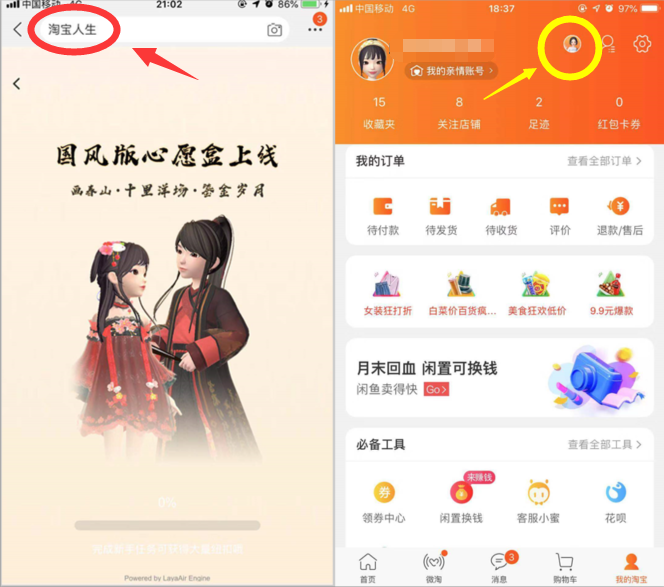 中国移动 4G
21:02
86%
淘宝人生
3
国风版心愿盒上线
画春山·十里洋场·鎏金岁月
0%
Powered by LavaAir Engine
中国移动 4G
18:37
97%
我的亲情账号
15
8
2
0
收藏夹
关注店铺
足迹
红包卡券
我的订单
查看全部订单
待付款
待发货
待收货
评价
退款/售后
女装狂打折
白菜价百货疯...
美食狂欢低价
9.9元爆款
月末回血 闲置可换钱
闲鱼卖得快 Go>
必备工具
查看全部工具
券
来赚钱
领券中心
闲置换钱
客服小蜜
花呗
3
首页
微淘
消息
购物车
我的淘宝